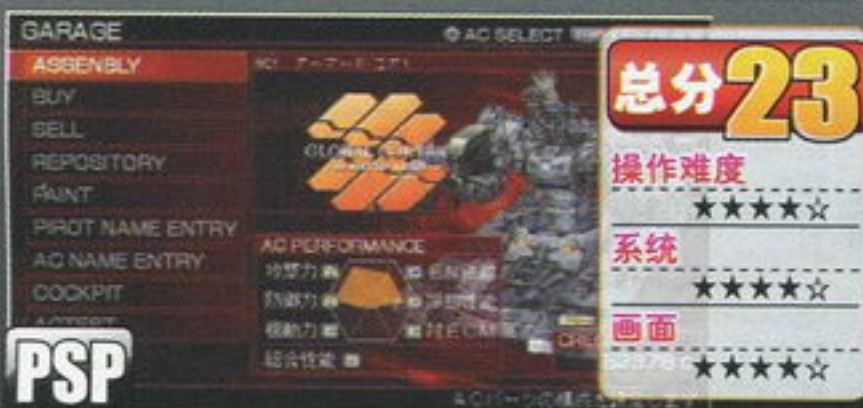 GARAGE
AC SELECT
ASSENBLY
BUY
SELL
REPOSITORY
PAINT
PIROT NAME ENTRY
AC NAME ENTRY
COCKPIT
AC PERFORMANCE
攻撃力
防御力
機動力
総合性能
PSP
总分23
操作难度
★★★★☆
系统
★★★★☆
画面
★★★★☆